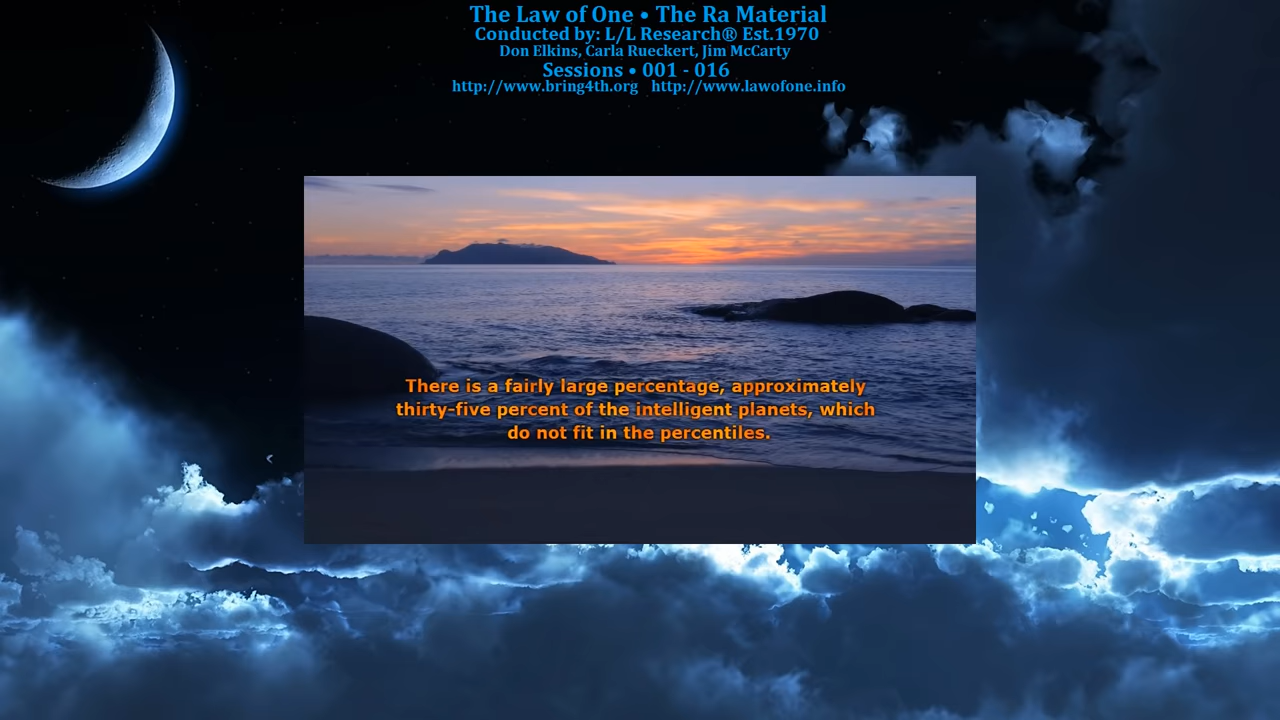 The Law of One • The Ra Material
Conducted by: L/L Research® Est.1970
Don Elkins, Carla Rueckert, Jim McCarty
Sessions • 001 - 016
http://www.bring4th.org http://www.lawofone.info
There is a fairly large percentage, approximately
thirty-five percent of the intelligent planets, which
do not fit in the percentiles.